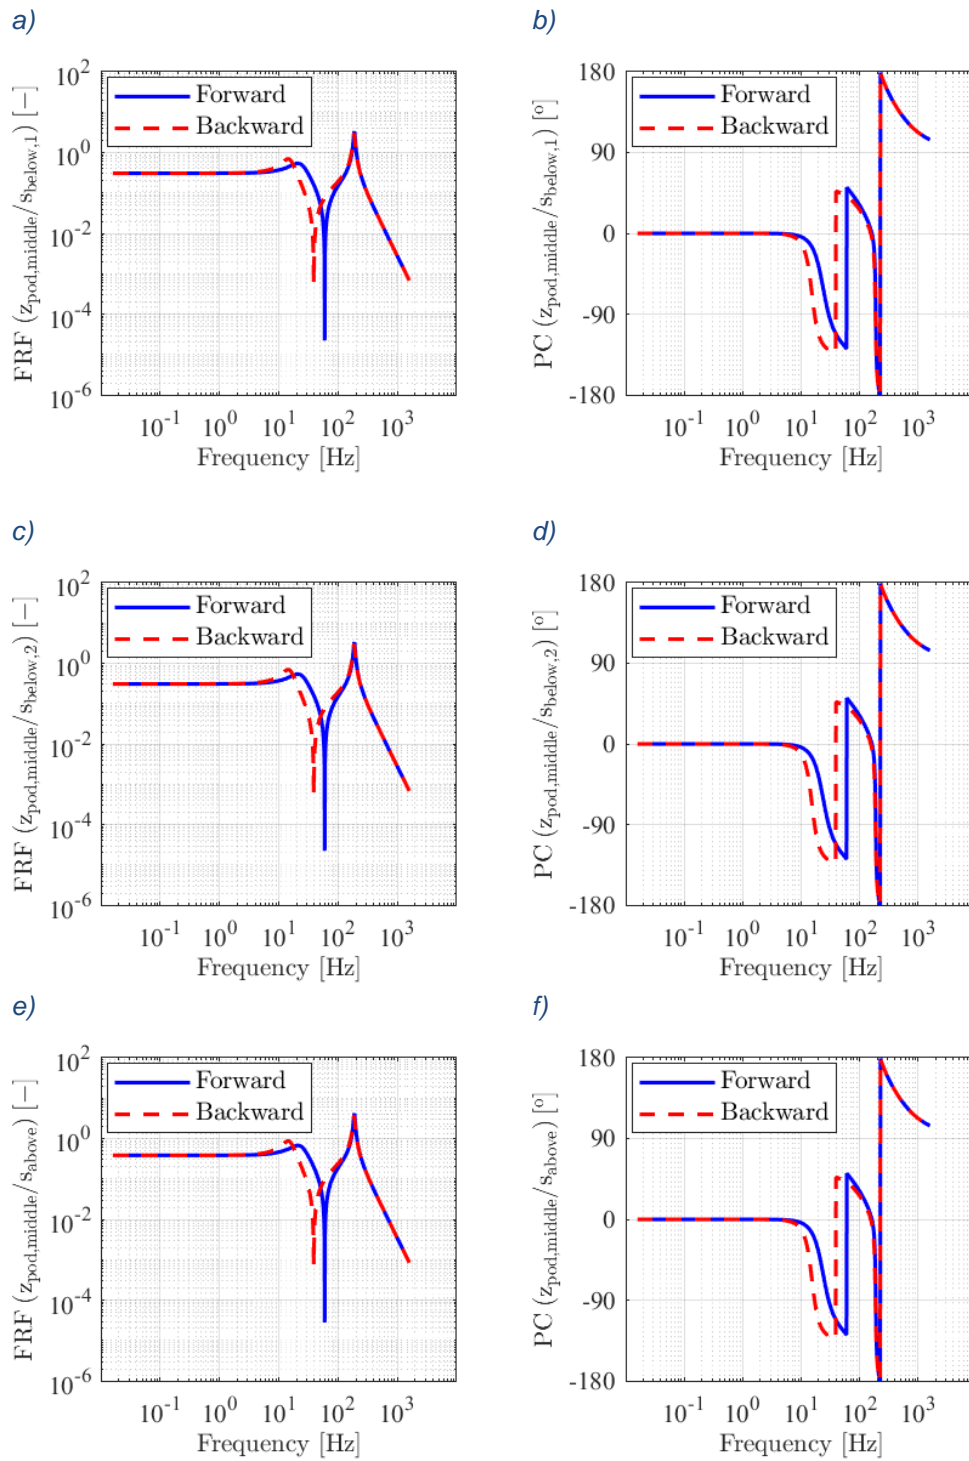 a)
b)
10^2
10^0
10^-2
10^-4
10^-6
FRF (z_pod,middle/s_below,1) [−]
Forward
Backward
10^-1 10^0 10^1 10^2 10^3
Frequency [Hz]
180
90
0
-90
-180
PC (z_pod,middle/s_below,1) [°]
Forward
Backward
10^-1 10^0 10^1 10^2 10^3
Frequency [Hz]
c)
d)
10^2
10^0
10^-2
10^-4
10^-6
FRF (z_pod,middle/s_below,2) [−]
Forward
Backward
10^-1 10^0 10^1 10^2 10^3
Frequency [Hz]
180
90
0
-90
-180
PC (z_pod,middle/s_below,2) [°]
Forward
Backward
10^-1 10^0 10^1 10^2 10^3
Frequency [Hz]
e)
f)
10^2
10^0
10^-2
10^-4
10^-6
FRF (z_pod,middle/s_above) [−]
Forward
Backward
10^-1 10^0 10^1 10^2 10^3
Frequency [Hz]
180
90
0
-90
-180
PC (z_pod,middle/s_above) [°]
Forward
Backward
10^-1 10^0 10^1 10^2 10^3
Frequency [Hz]